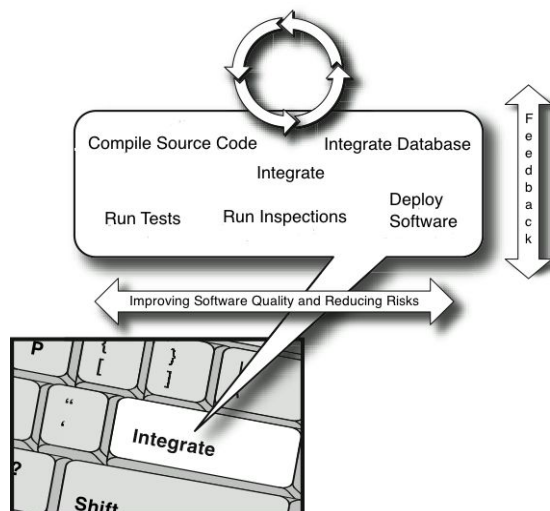 Compile Source Code
Integrate Database
Integrate
Run Tests
Run Inspections
Deploy
Software
Feedback
Improving Software Quality and Reducing Risks
P
{
[
}
]
“
‘
Integrate
?
Shift